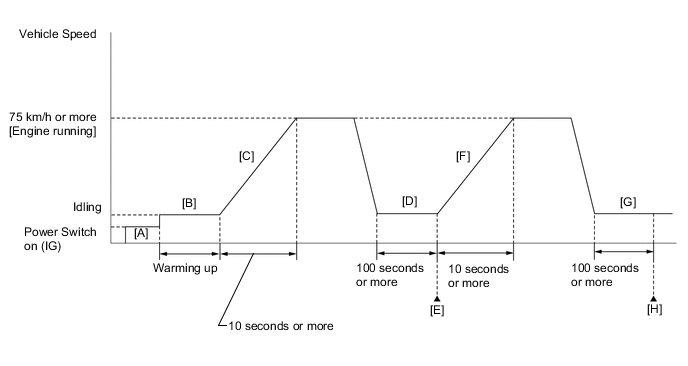 Vehicle Speed
75 km/h or more
[Engine running]
[C]
[F]
[B]
[D]
[G]
Idling
Power Switch
on (IG)
[A]
Warming up
100 seconds
or more
10 seconds
or more
100 seconds
or more
[E]
[H]
10 seconds or more